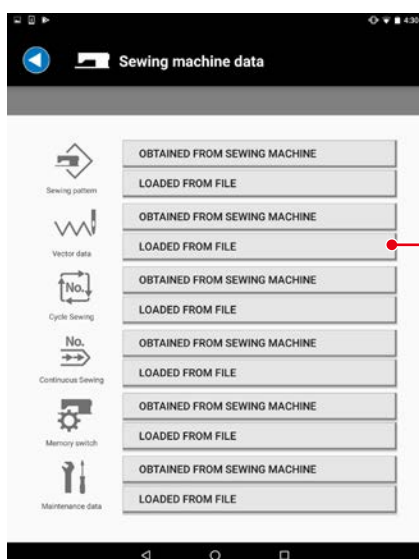 4:30
Sewing machine data
OBTAINED FROM SEWING MACHINE
LOADED FROM FILE
Sewing pattern
OBTAINED FROM SEWING MACHINE
LOADED FROM FILE
Vector data
OBTAINED FROM SEWING MACHINE
No.
LOADED FROM FILE
Cycle Sewing
OBTAINED FROM SEWING MACHINE
No.
LOADED FROM FILE
Continuous Sewing
OBTAINED FROM SEWING MACHINE
LOADED FROM FILE
Memory switch
OBTAINED FROM SEWING MACHINE
LOADED FROM FILE
Maintenance data